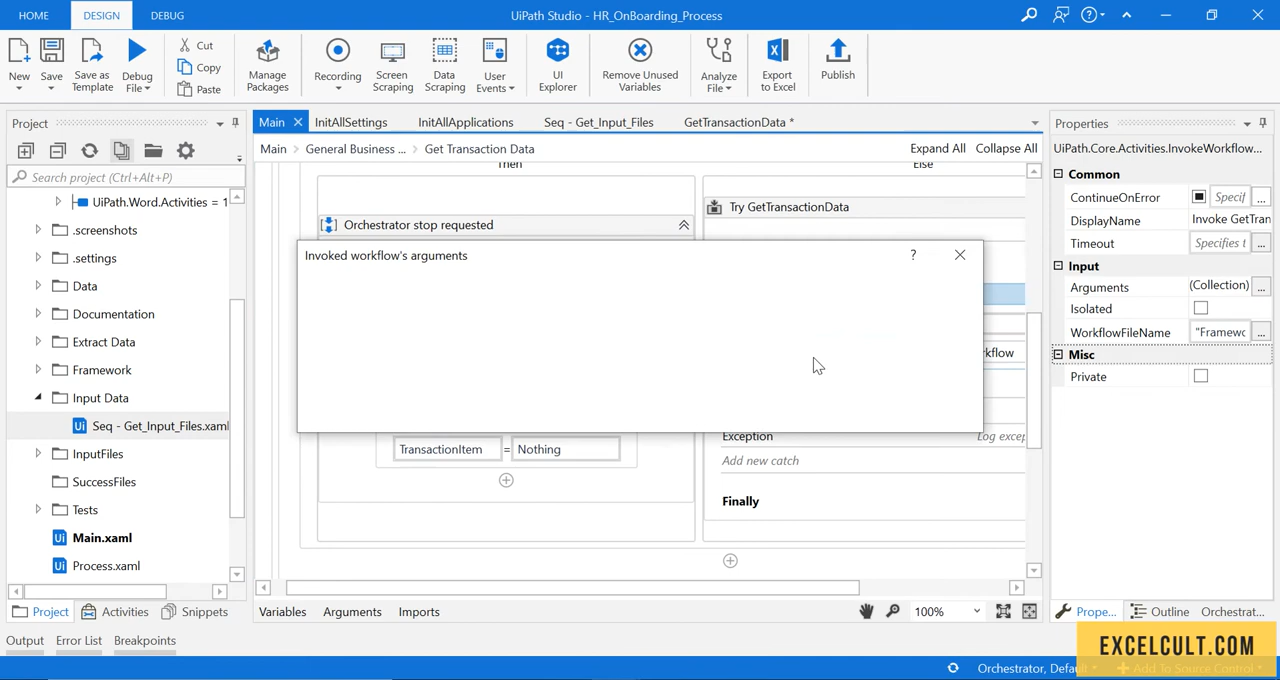 HOME
DESIGN
DEBUG
UiPath Studio - HR_OnBoarding_Process
New
Save
Save as Template
Debug File
Cut
Copy
Paste
Manage Packages
Recording
Screen Scraping
Data Scraping
User Events
UI Explorer
Remove Unused Variables
Analyze File
Export to Excel
Publish
Project
Search project (Ctrl+Alt+P)
UiPath.Word.Activities = 1
.screenshots
.settings
Data
Documentation
Extract Data
Framework
Input Data
Seq - Get_Input_Files.xaml
InputFiles
SuccessFiles
Tests
Main.xaml
Process.xaml
Project
Activities
Snippets
Main
InitAllSettings
InitAllApplications
Seq - Get_Input_Files
GetTransactionData *
Main > General Business ... > Get Transaction Data
Expand All
Collapse All
Then
Else
Orchestrator stop requested
Try GetTransactionData
Invoked workflow's arguments
?
rkflow
TransactionItem = Nothing
Exception
Log excep
Add new catch
Finally
Variables
Arguments
Imports
100%
Properties
UiPath.Core.Activities.InvokeWorkflow...
Common
ContinueOnError
Specif
...
DisplayName
Invoke GetTran
Timeout
Specifies t
...
Input
Arguments
(Collection)
...
Isolated
WorkflowFileName
"Framewo
...
Misc
Private
Prope...
Outline
Orchestrat...
Output
Error List
Breakpoints
EXCELCULT.COM
Orchestrator, Default
Add To Source Control